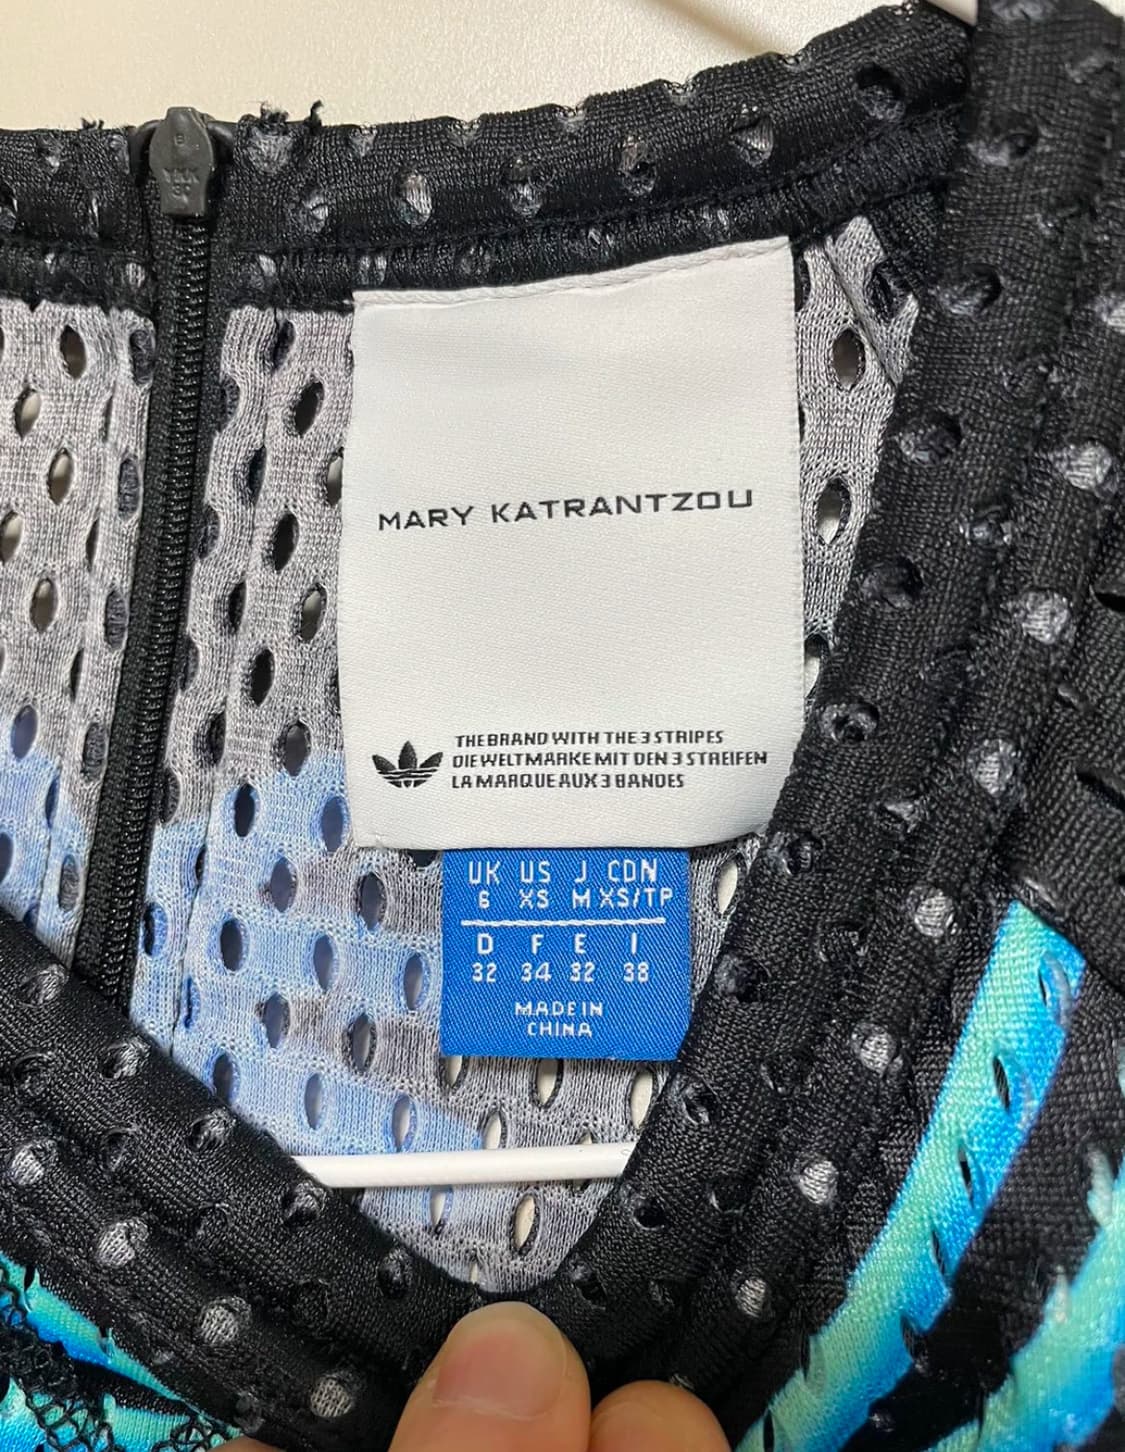 MARY KATRANTZOU
THE BRAND WITH THE 3 STRIPES
DIE WELTMARKE MIT DEN 3 STREIFEN
LA MARQUE AUX 3 BANDES
UK US J CDN
6 XS M XS/TP
D F E I
32 34 32 38
MADE IN
CHINA